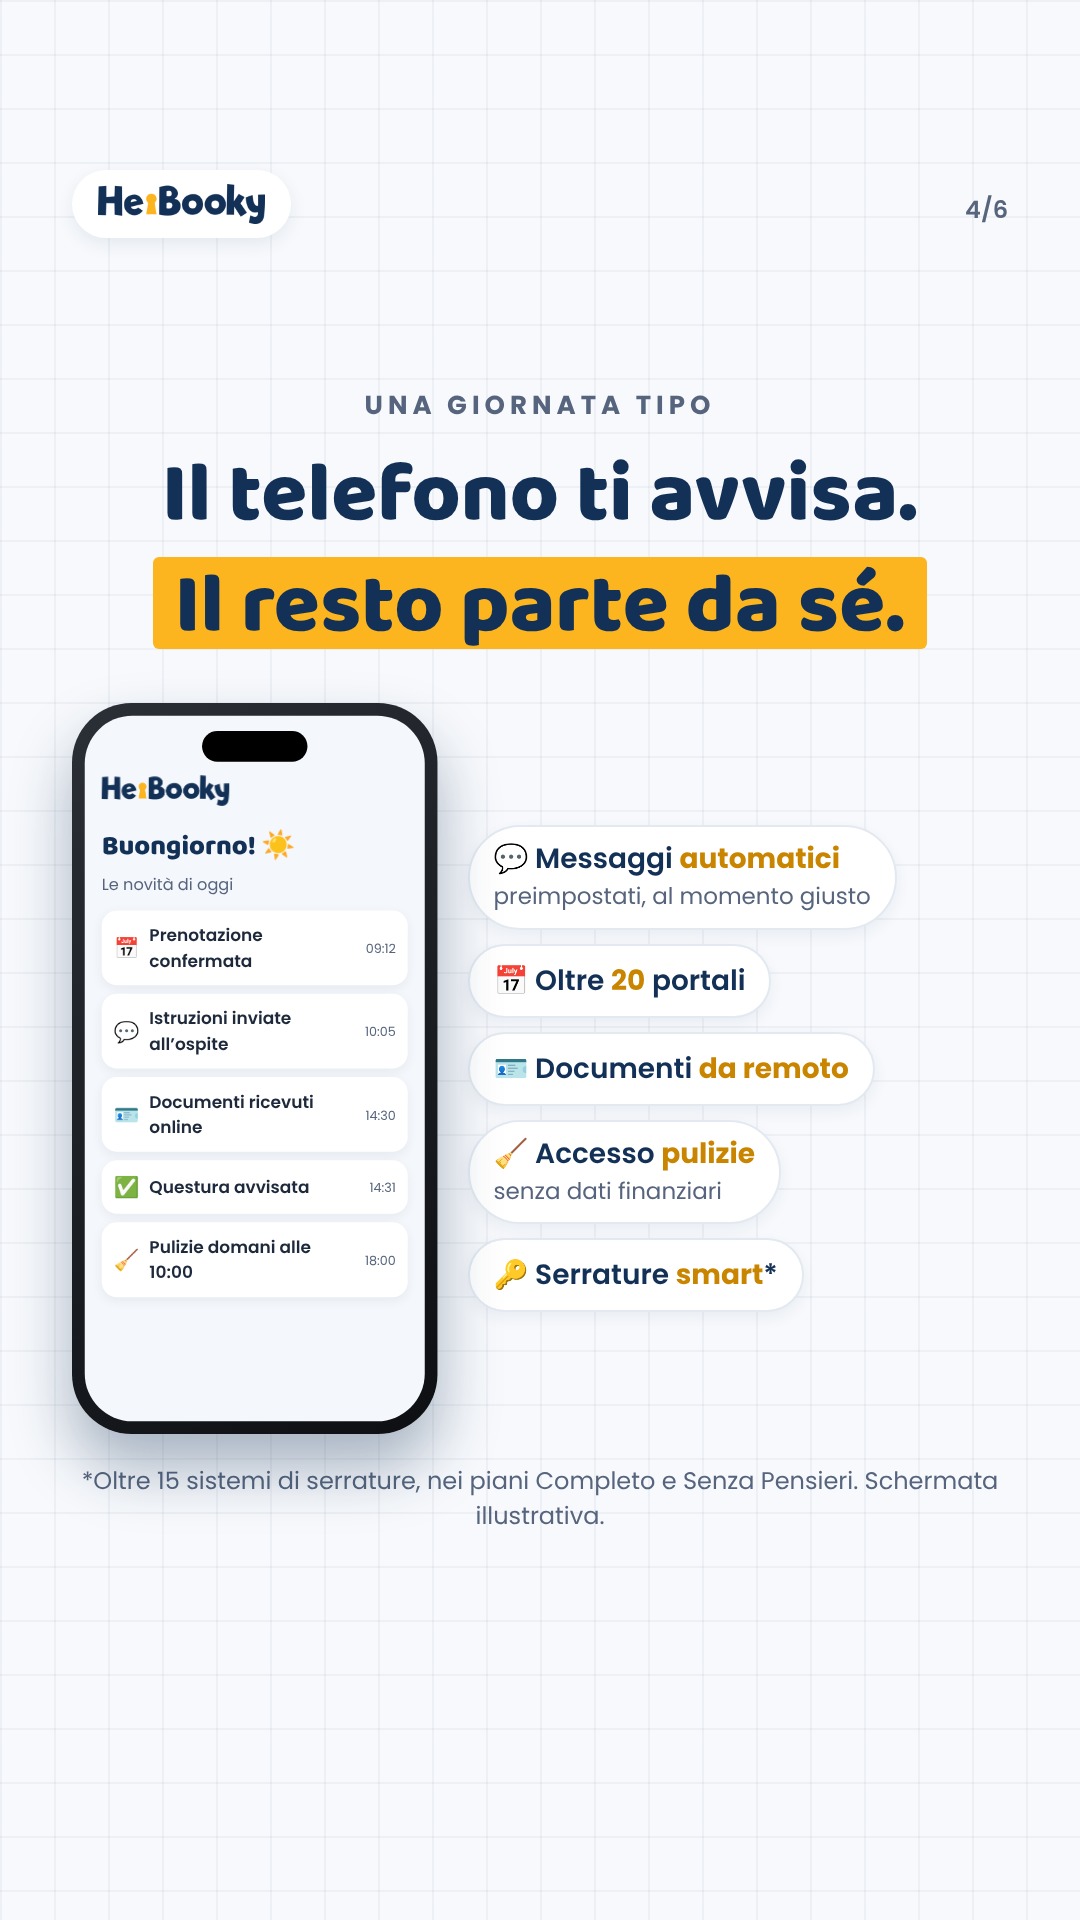 HeyBooky
4/6
UNA GIORNATA TIPO
Il telefono ti avvisa.
Il resto parte da sé.
HeyBooky
Buongiorno! ☀️
Le novità di oggi
📅 Prenotazione
confermata
09:12
💬 Istruzioni inviate
all’ospite
10:05
🪪 Documenti ricevuti
online
14:30
✅ Questura avvisata
14:31
🧹 Pulizie domani alle
10:00
18:00
💬 Messaggi automatici
preimpostati, al momento giusto
📅 Oltre 20 portali
🪪 Documenti da remoto
🧹 Accesso pulizie
senza dati finanziari
🔑 Serrature smart*
*Oltre 15 sistemi di serrature, nei piani Completo e Senza Pensieri. Schermata
illustrativa.